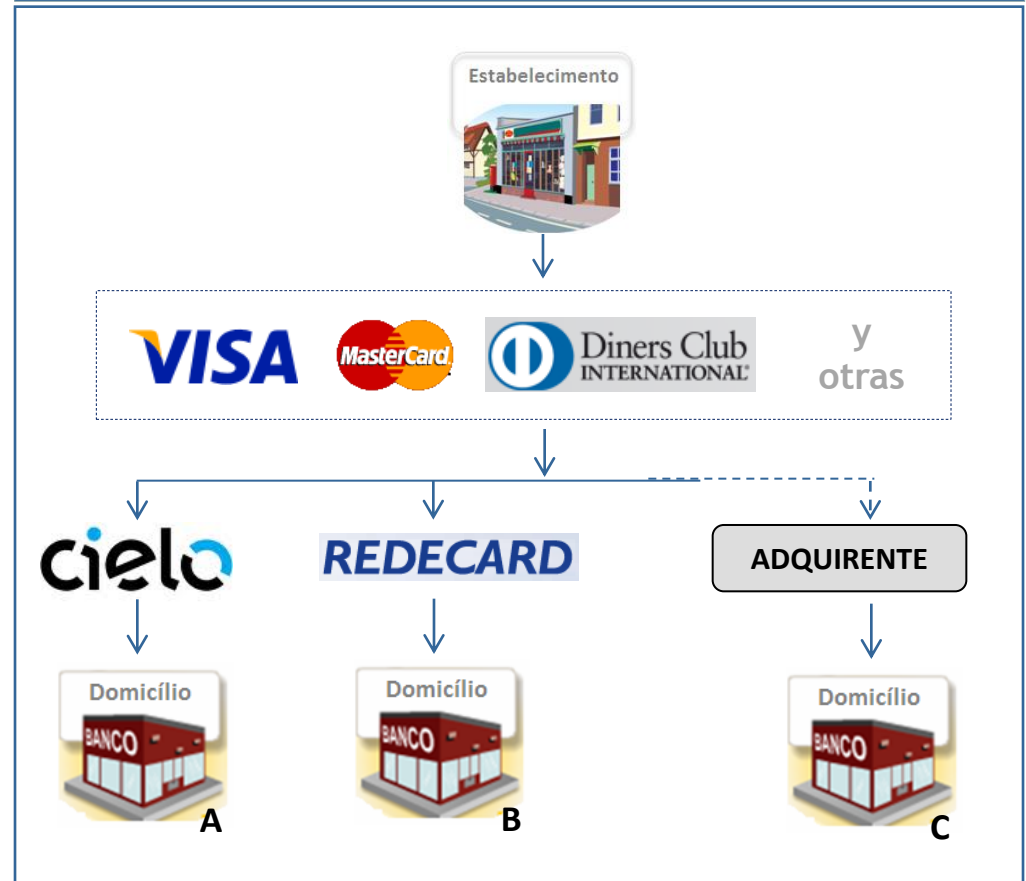 Estabelecimento
VISA
MasterCard
Diners Club
INTERNATIONAL
y
otras
cielo
REDECARD
ADQUIRENTE
Domicílio
BANCO
A
Domicílio
BANCO
B
Domicílio
BANCO
C